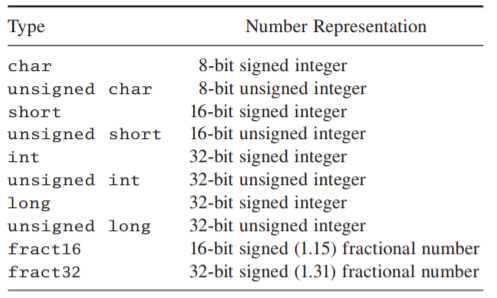 Type Number Representation
char 8-bit signed integer
unsigned char 8-bit unsigned integer
short 16-bit signed integer
unsigned short 16-bit unsigned integer
int 32-bit signed integer
unsigned int 32-bit unsigned integer
long 32-bit signed integer
unsigned long 32-bit unsigned integer
fract16 16-bit signed (1.15) fractional number
fract32 32-bit signed (1.31) fractional number